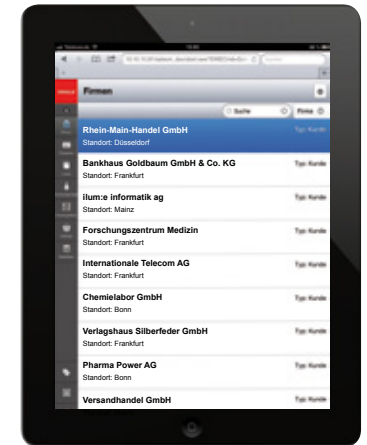 Firmen
Suche
Firma
Rhein-Main-Handel GmbH
Typ: Kunde
Standort: Düsseldorf
Bankhaus Goldbaum GmbH & Co. KG
Typ: Kunde
Standort: Frankfurt
ilum:e informatik ag
Typ: Kunde
Standort: Mainz
Forschungszentrum Medizin
Typ: Kunde
Standort: Frankfurt
Internationale Telecom AG
Typ: Kunde
Standort: Frankfurt
Chemielabor GmbH
Typ: Kunde
Standort: Bonn
Verlagshaus Silberfeder GmbH
Typ: Kunde
Standort: Frankfurt
Pharma Power AG
Typ: Kunde
Standort: Bonn
Versandhandel GmbH
Typ: Kunde